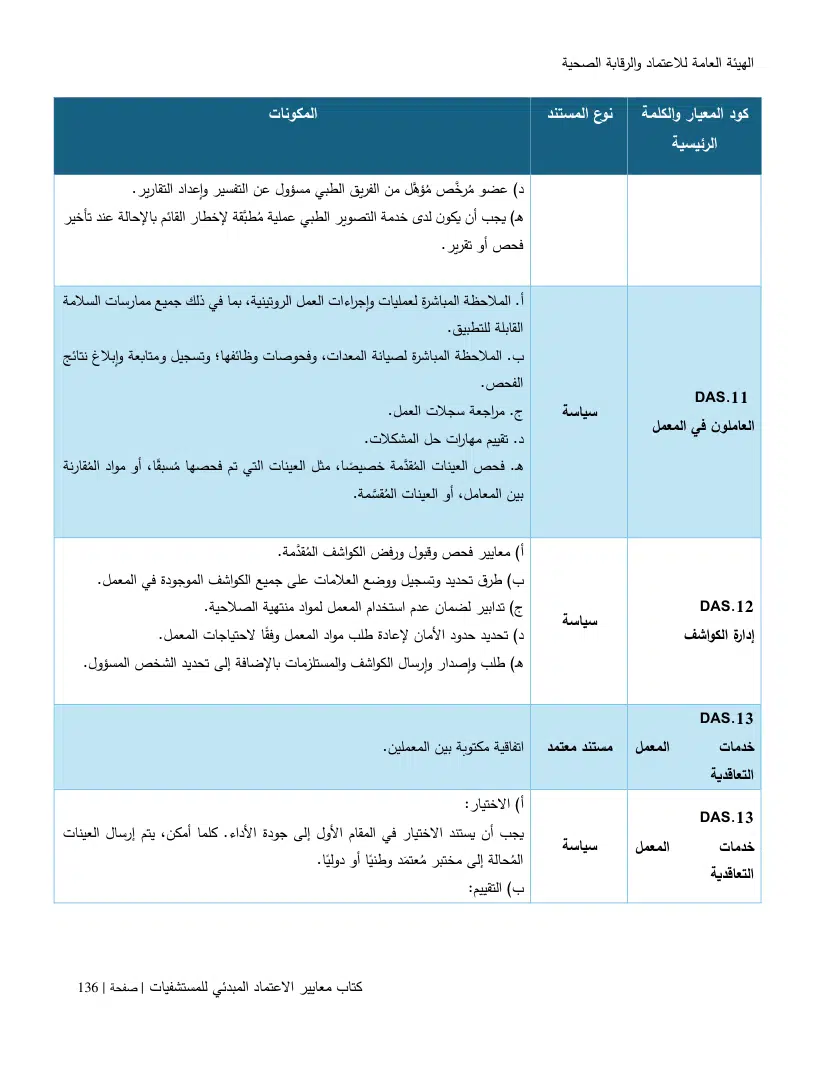 الهيئة العامة للاعتماد والرقابة الصحية
كود المعيار والكلمة
الرئيسية
نوع المستند
المكونات
د) عضو مُرخَّص مُؤهَّل من الفريق الطبي مسؤول عن التفسير وإعداد التقارير.
ه) يجب أن يكون لدى خدمة التصوير الطبي عملية مُطبَّقة لإخطار القائم بالإحالة عند تأخير
فحص أو تقرير.
DAS.11
العاملون في المعمل
سياسة
أ. الملاحظة المباشرة لعمليات وإجراءات العمل الروتينية، بما في ذلك جميع ممارسات السلامة
القابلة للتطبيق.
ب. الملاحظة المباشرة لصيانة المعدات، وفحوصات وظائفها؛ وتسجيل ومتابعة وإبلاغ نتائج
الفحص.
ج. مراجعة سجلات العمل.
د. تقييم مهارات حل المشكلات.
ه. فحص العينات المُقدَّمة خصيصًا، مثل العينات التي تم فحصها مُسبقًا، أو مواد المُقارنة
بين المعامل، أو العينات المُقسَّمة.
DAS.12
إدارة الكواشف
سياسة
أ) معايير فحص وقبول ورفض الكواشف المُقدَّمة.
ب) طرق تحديد وتسجيل ووضع العلامات على جميع الكواشف الموجودة في المعمل.
ج) تدابير لضمان عدم استخدام المعمل لمواد منتهية الصلاحية.
د) تحديد حدود الأمان لإعادة طلب مواد المعمل وفقًا لاحتياجات المعمل.
ه) طلب وإصدار وإرسال الكواشف والمستلزمات بالإضافة إلى تحديد الشخص المسؤول.
DAS.13
خدمات المعمل
التعاقدية
مستند معتمد
اتفاقية مكتوبة بين المعملين.
DAS.13
خدمات المعمل
التعاقدية
سياسة
أ) الاختيار:
يجب أن يستند الاختيار في المقام الأول إلى جودة الأداء. كلما أمكن، يتم إرسال العينات
المُحالة إلى مختبر مُعتمَد وطنيًا أو دوليًا.
ب) التقييم:
كتاب معايير الاعتماد المبدئي للمستشفيات | صفحة | 136